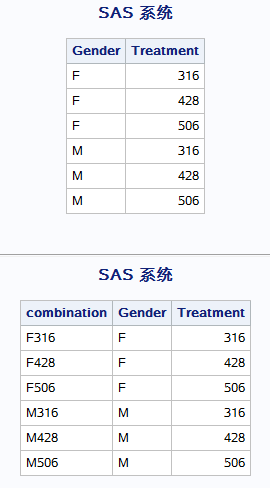 SAS 系统
Gender Treatment
F 316
F 428
F 506
M 316
M 428
M 506
SAS 系统
combination Gender Treatment
F316 F 316
F428 F 428
F506 F 506
M316 M 316
M428 M 428
M506 M 506